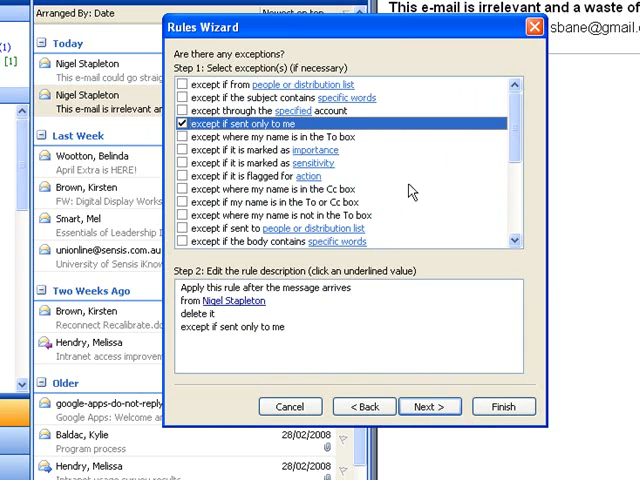 Arranged By: Date
Newest on top
This e-mail is irrelevant and a waste of
sbane@gmail.c
(1)
[1]
Today
Nigel Stapleton
This e-mail could go straig
Nigel Stapleton
This e-mail is irrelevant an
Last Week
Wootton, Belinda
April Extra is HERE!
Brown, Kirsten
FW: Digital Display Works
Smart, Mel
Essentials of Leadership
unionline@sensis.com.au
University of Sensis iKnow
Two Weeks Ago
Brown, Kirsten
Reconnect Recalibrate.do
Hendry, Melissa
Intranet access improvem
Older
google-apps-do-not-reply
Google Apps: Welcome a
Baldac, Kylie
28/02/2008
Program process
Hendry, Melissa
28/02/2008
Intranet usage survey results
Rules Wizard
Are there any exceptions?
Step 1: Select exception(s) (if necessary)
except if from people or distribution list
except if the subject contains specific words
except through the specified account
except if sent only to me
except where my name is in the To box
except if it is marked as importance
except if it is marked as sensitivity
except if it is flagged for action
except where my name is in the Cc box
except if my name is in the To or Cc box
except where my name is not in the To box
except if sent to people or distribution list
except if the body contains specific words
Step 2: Edit the rule description (click an underlined value)
Apply this rule after the message arrives
from Nigel Stapleton
delete it
except if sent only to me
Cancel
< Back
Next >
Finish